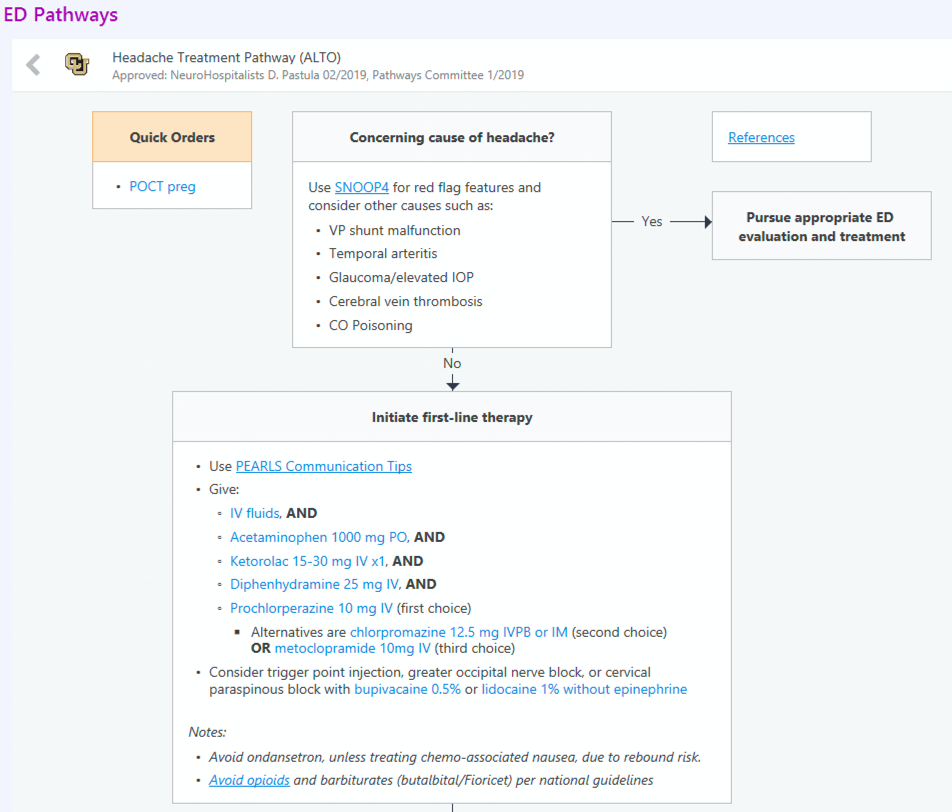 ED Pathways
Headache Treatment Pathway (ALTO)
Approved: NeuroHospitalists D. Pastula 02/2019, Pathways Committee 1/2019
Quick Orders
• POCT preg
Concerning cause of headache?
Use SNOOP4 for red flag features and
consider other causes such as:
• VP shunt malfunction
• Temporal arteritis
• Glaucoma/elevated IOP
• Cerebral vein thrombosis
• CO Poisoning
References
Yes
Pursue appropriate ED
evaluation and treatment
No
Initiate first-line therapy
• Use PEARLS Communication Tips
• Give:
◦ IV fluids, AND
◦ Acetaminophen 1000 mg PO, AND
◦ Ketorolac 15-30 mg IV x1, AND
◦ Diphenhydramine 25 mg IV, AND
◦ Prochlorperazine 10 mg IV (first choice)
▪ Alternatives are chlorpromazine 12.5 mg IVPB or IM (second choice)
OR metoclopramide 10mg IV (third choice)
• Consider trigger point injection, greater occipital nerve block, or cervical
paraspinous block with bupivacaine 0.5% or lidocaine 1% without epinephrine
Notes:
• Avoid ondansetron, unless treating chemo-associated nausea, due to rebound risk.
• Avoid opioids and barbiturates (butalbital/Fioricet) per national guidelines